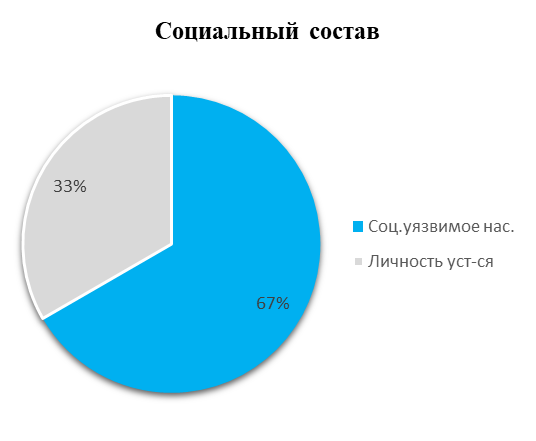 Социальный состав
33%
Соц.уязвимое нас.
Личность уст-ся
67%